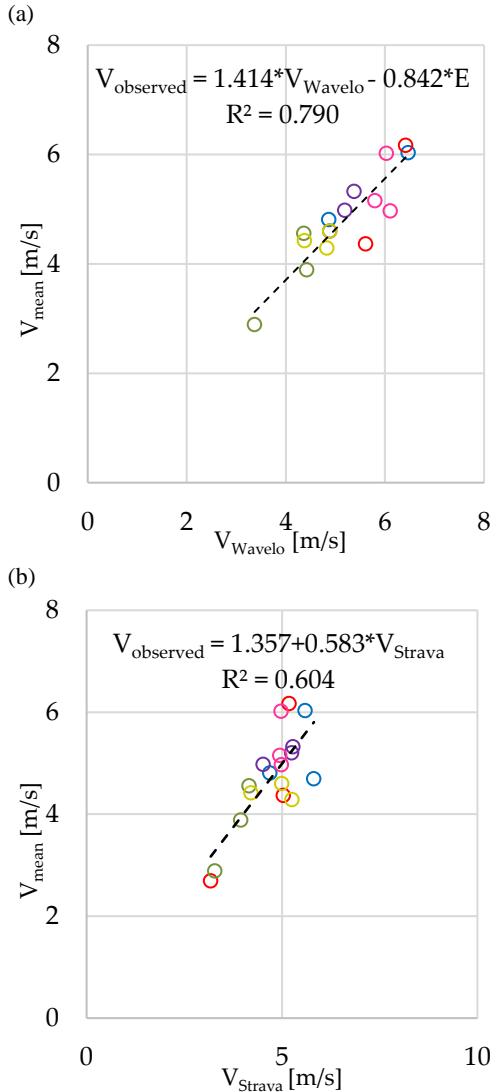 (a)
8
V_observed = 1.414*V_Wavelo - 0.842*E
R² = 0.790
6
4
V_mean [m/s]
2
0
0 2 4 6 8
V_Wavelo [m/s]
(b)
8
V_observed = 1.357+0.583*V_Strava
R² = 0.604
6
4
V_mean [m/s]
2
0
0 5 10
V_Strava [m/s]